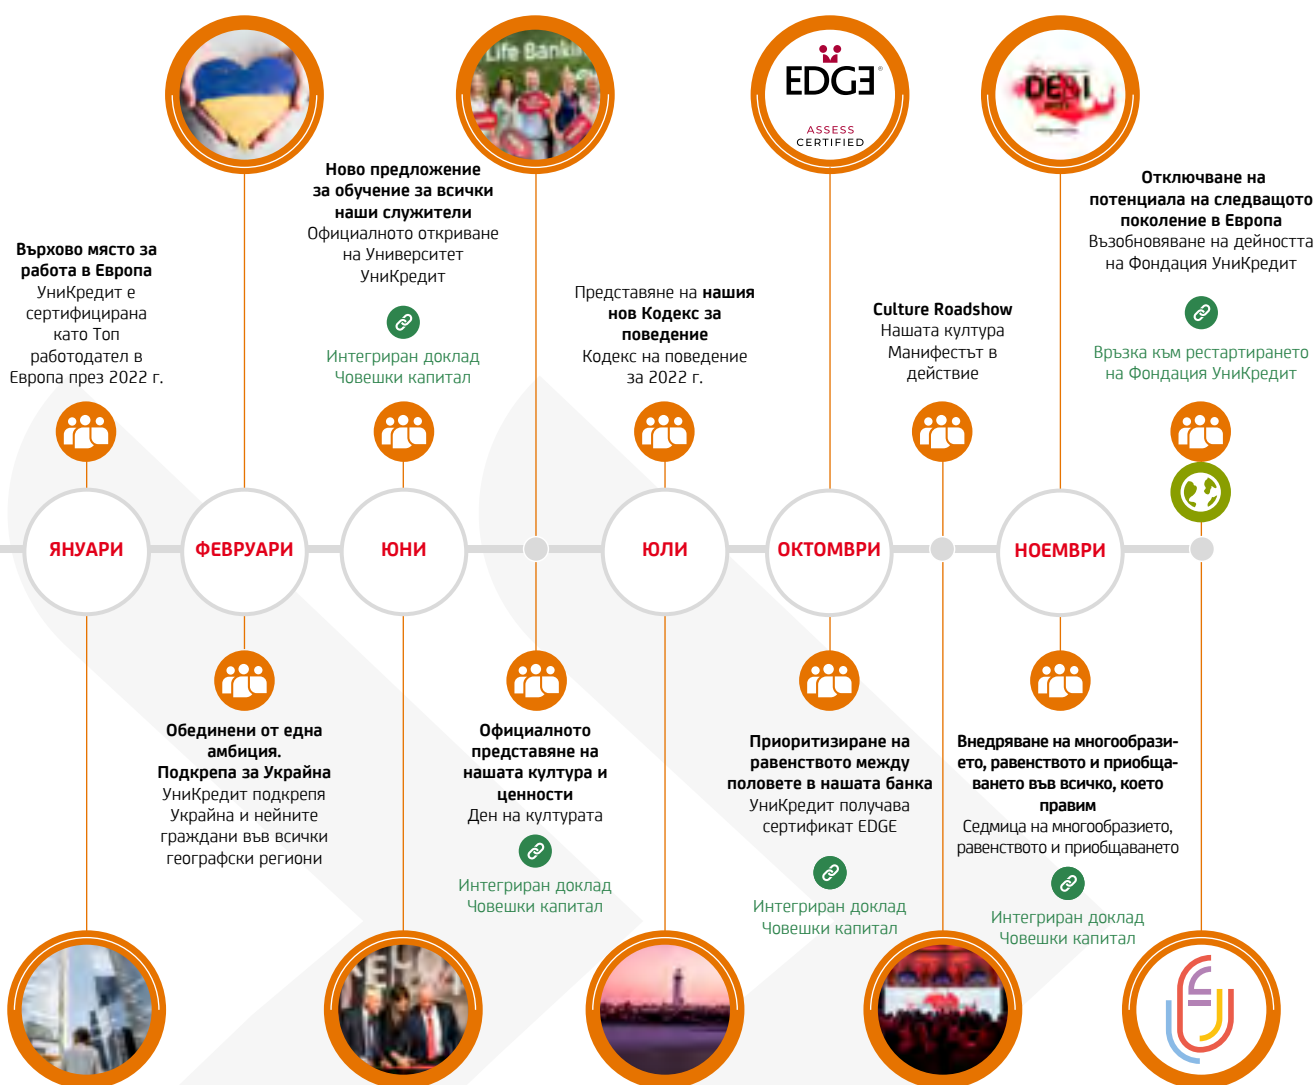 Life Banking
EDGE
ASSESS
CERTIFIED
Ново предложение
за обучение за всички
наши служители
Официалното откриване
на Университет
УниКредит
Интегриран доклад
Човешки капитал
Отключване на
потенциала на следващото
поколение в Европа
Възобновяване на дейността
на Фондация УниКредит
Връзка към рестартирането
на Фондация УниКредит
Върхово място за
работа в Европа
УниКредит е
сертифицирана
като Топ
работодател в
Европа през 2022 г.
Представяне на нашия
нов Кодекс за
поведение
Кодекс на поведение
за 2022 г.
Culture Roadshow
Нашата култура
Манифестът в
действие
ЯНУАРИ
ФЕВРУАРИ
ЮНИ
ЮЛИ
ОКТОМВРИ
НОЕМВРИ
Обединени от една
амбиция.
Подкрепа за Украйна
УниКредит подкрепя
Украйна и нейните
граждани във всички
географски региони
Официалното
представяне на
нашата култура и
ценности
Ден на културата
Интегриран доклад
Човешки капитал
Приоритизиране на
равенството между
половете в нашата банка
УниКредит получава
сертификат EDGE
Интегриран доклад
Човешки капитал
Внедряване на многообрази-
ето, равенството и приобща-
ването във всичко, което
правим
Седмица на многообразието,
равенството и приобщаването
Интегриран доклад
Човешки капитал